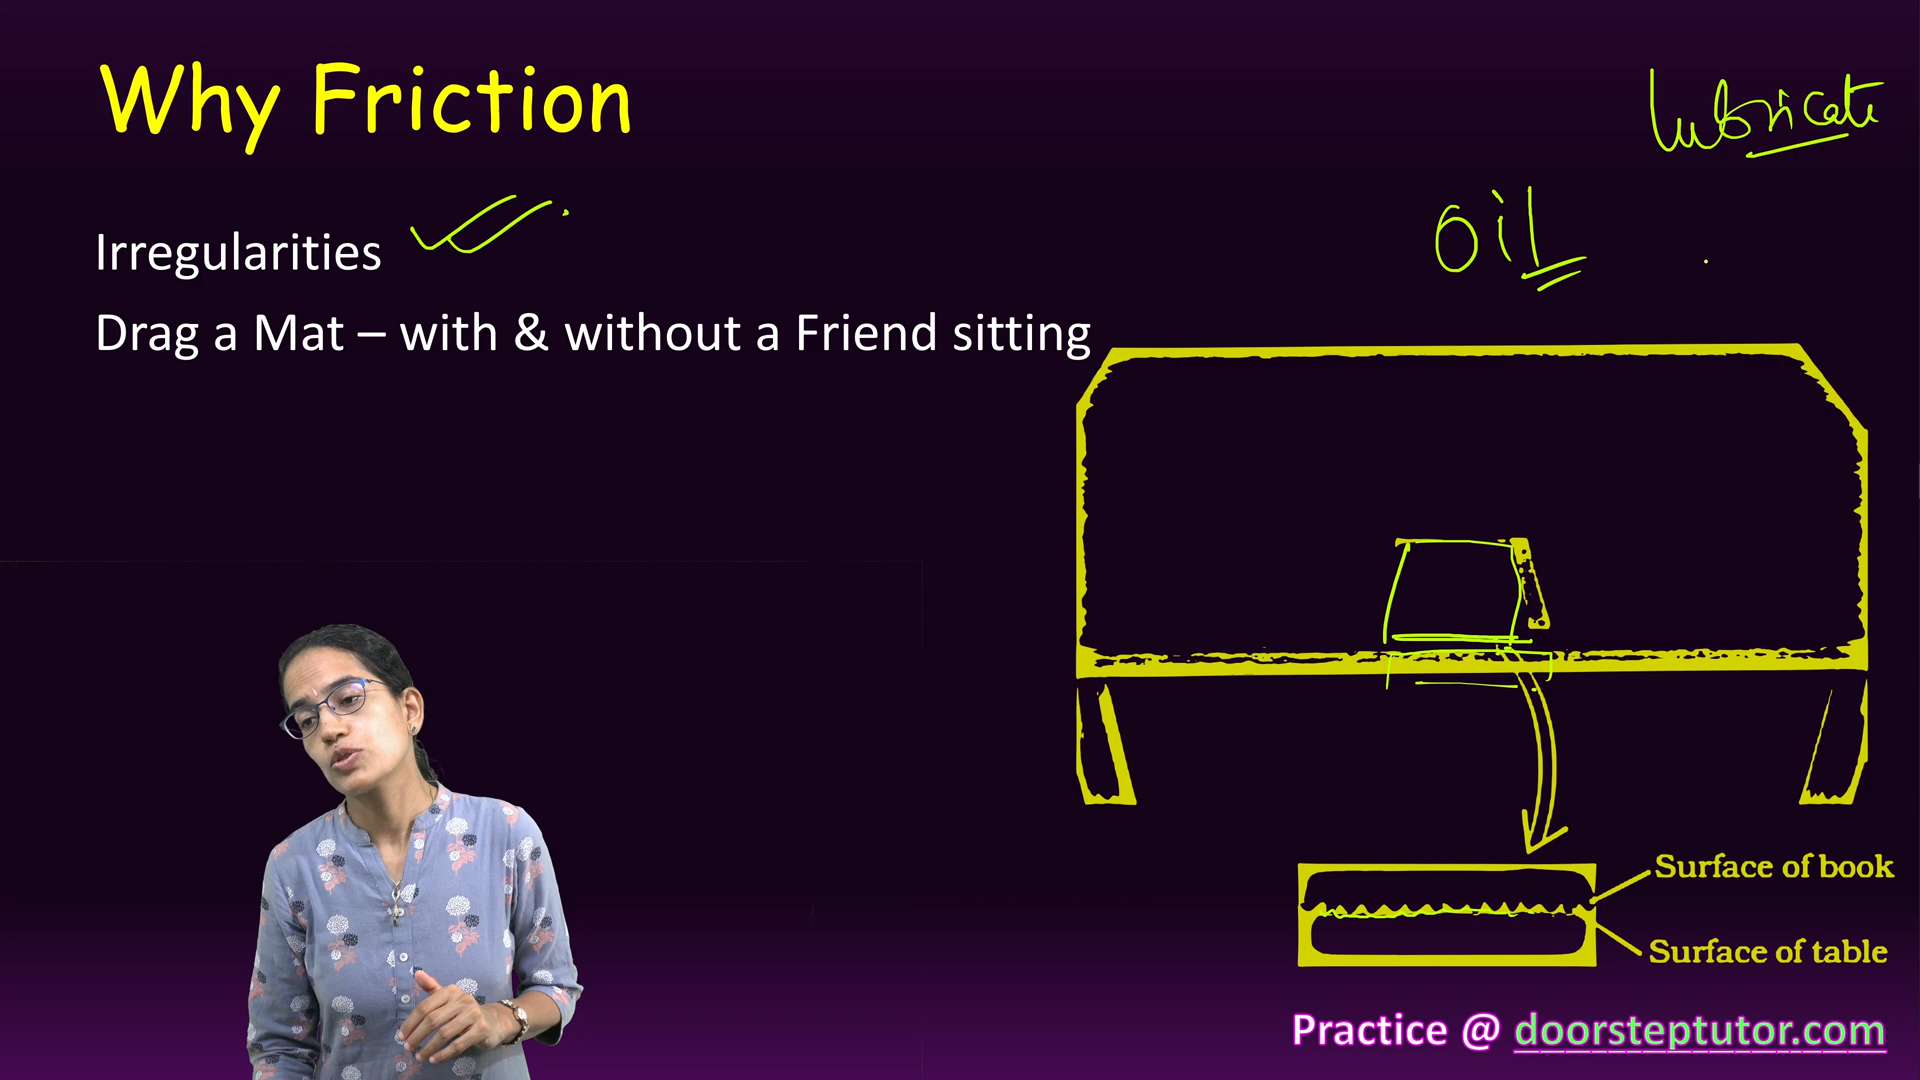 Why Friction
lubricate
OiL
Irregularities
Drag a Mat – with & without a Friend sitting
Surface of book
Surface of table
Practice @ doorsteptutor.com